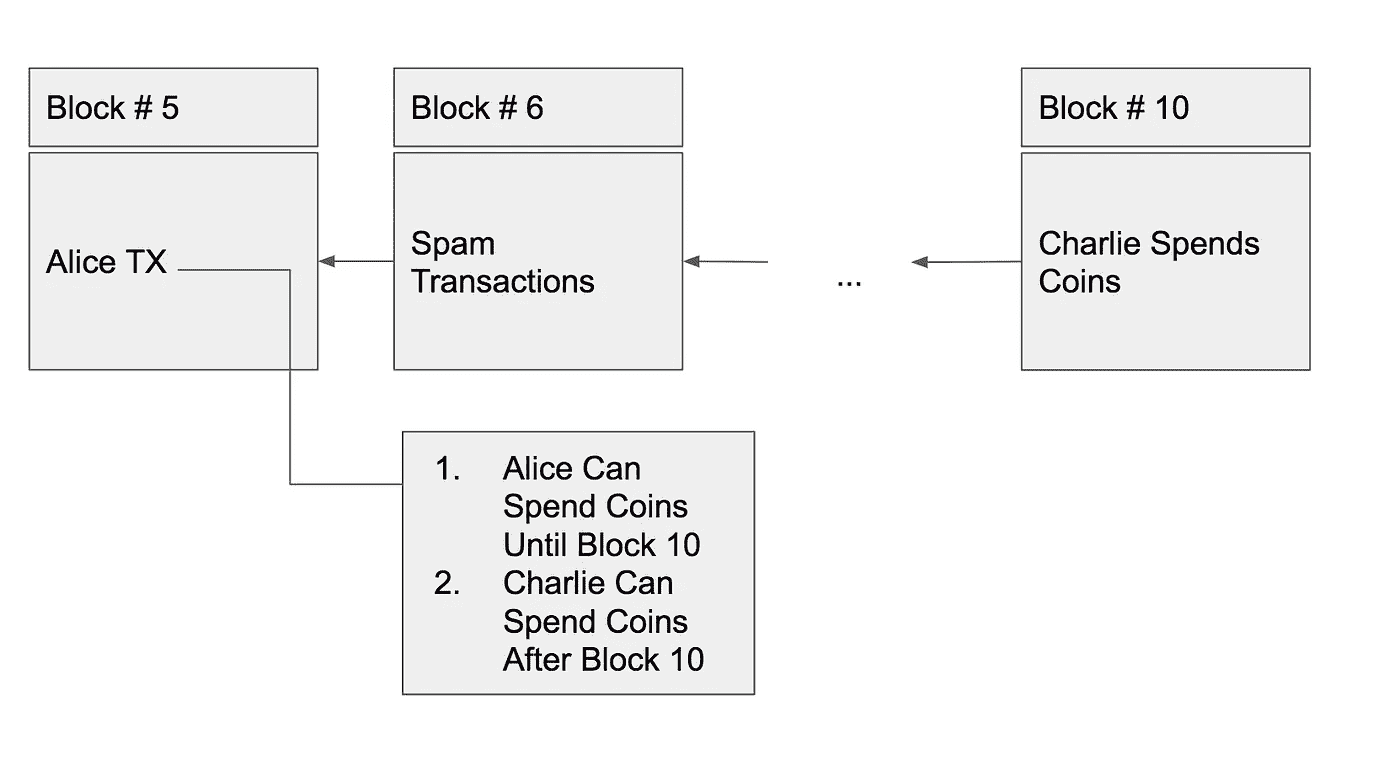 Block # 5
Block # 6
Block # 10
Alice TX
Spam
Transactions
...
Charlie Spends
Coins
1. Alice Can
Spend Coins
Until Block 10
2. Charlie Can
Spend Coins
After Block 10